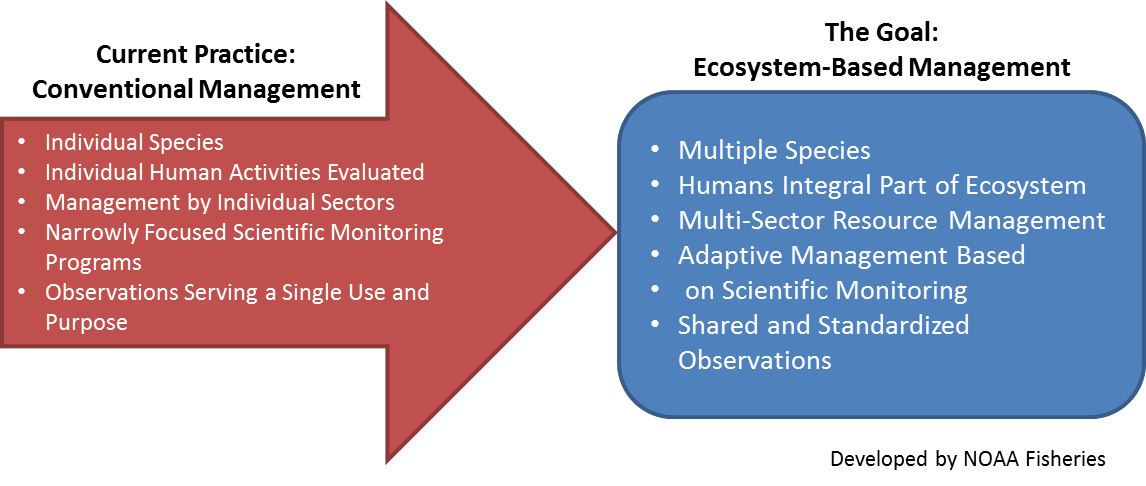 Current Practice:
Conventional Management
• Individual Species
• Individual Human Activities Evaluated
• Management by Individual Sectors
• Narrowly Focused Scientific Monitoring
Programs
• Observations Serving a Single Use and
Purpose
The Goal:
Ecosystem-Based Management
• Multiple Species
• Humans Integral Part of Ecosystem
• Multi-Sector Resource Management
• Adaptive Management Based
• on Scientific Monitoring
• Shared and Standardized
Observations
Developed by NOAA Fisheries